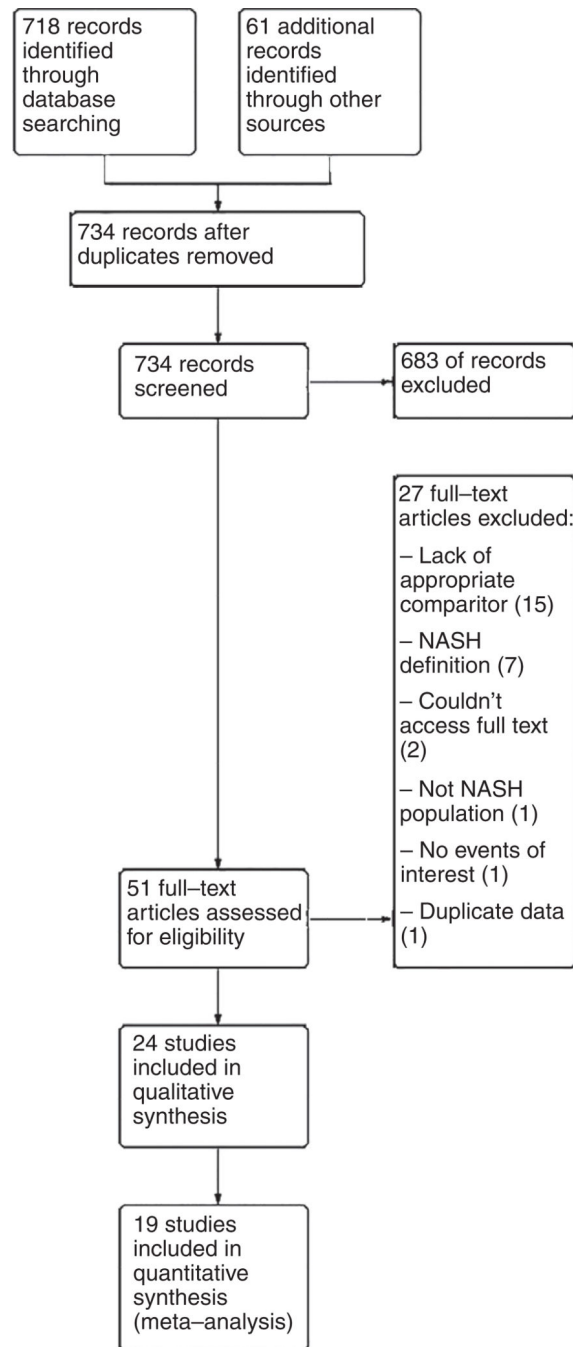 718 records
identified
through
database
searching
61 additional
records
identified
through other
sources
734 records after
duplicates removed
734 records
screened
683 of records
excluded
27 full–text
articles excluded:
– Lack of
appropriate
comparitor (15)
– NASH
definition (7)
– Couldn't
access full text
(2)
– Not NASH
population (1)
– No events of
interest (1)
– Duplicate data
(1)
51 full–text
articles assessed
for eligibility
24 studies
included in
qualitative
synthesis
19 studies
included in
quantitative
synthesis
(meta–analysis)